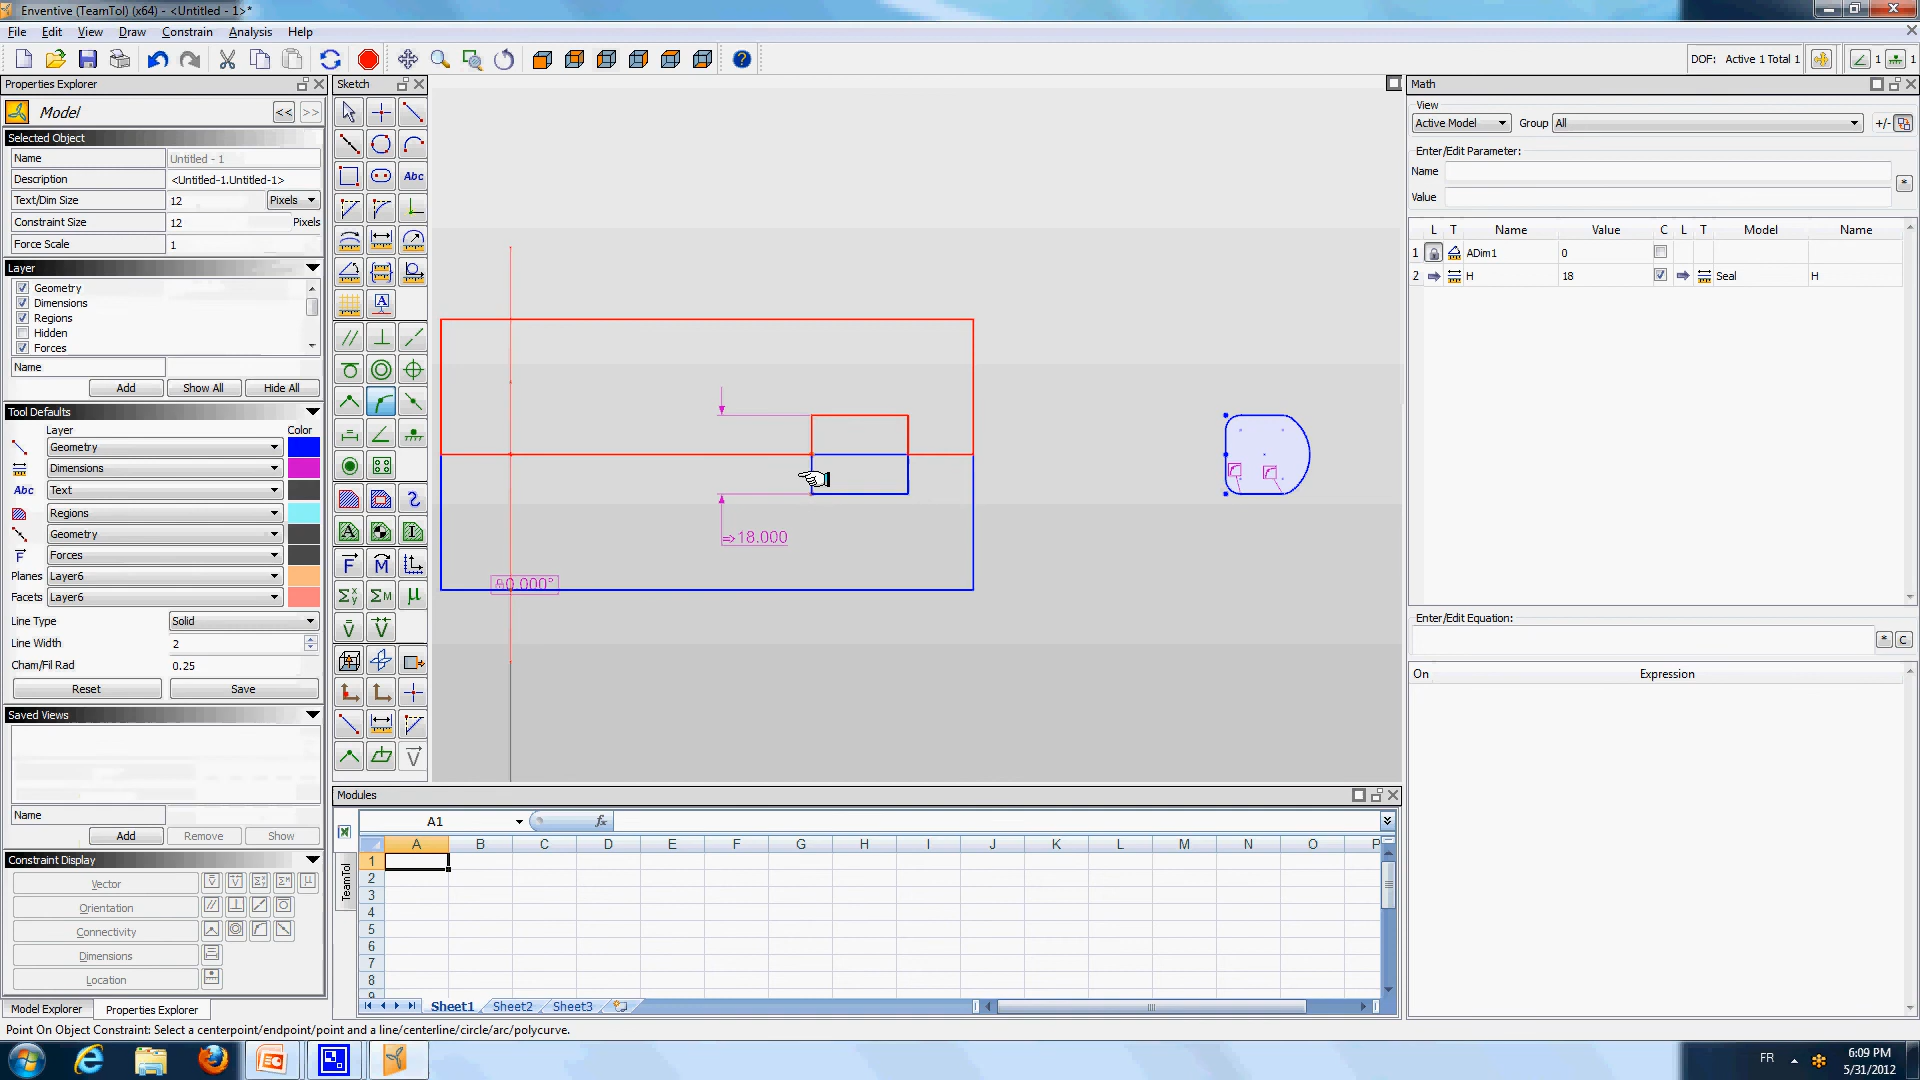 Enventive (TeamTol) (x64) - <Untitled - 1>*
File Edit View Draw Constrain Analysis Help
DOF: Active 1 Total 1
1
1
Properties Explorer
Model
<< >>
Selected Object
Name Untitled - 1
Description <Untitled-1.Untitled-1>
Text/Dim Size 12 Pixels
Constraint Size 12 Pixels
Force Scale 1
Layer
Geometry
Dimensions
Regions
Hidden
Forces
Name
Add Show All Hide All
Tool Defaults
Layer Color
Geometry
Dimensions
Abc Text
Regions
Geometry
F Forces
Planes Layer6
Facets Layer6
Line Type Solid
Line Width 2
Cham/Fil Rad 0.25
Reset Save
Saved Views
Name
Add Remove Show
Constraint Display
Vector
Orientation
Connectivity
Dimensions
Location
Model Explorer Properties Explorer
Sketch
Abc
18.000
0.000°
Modules
A1 fx
TeamTol
A B C D E F G H I J K L M N O P
1
2
3
4
5
6
7
8
9
Sheet1 Sheet2 Sheet3
Math
View
Active Model Group All +/-
Enter/Edit Parameter:
Name
Value
L T Name Value C L T Model Name
1 ADim1 0
2 H 18 Seal H
Enter/Edit Equation:
* C
On Expression
Point On Object Constraint: Select a centerpoint/endpoint/point and a line/centerline/circle/arc/polycurve.
FR
6:09 PM
5/31/2012